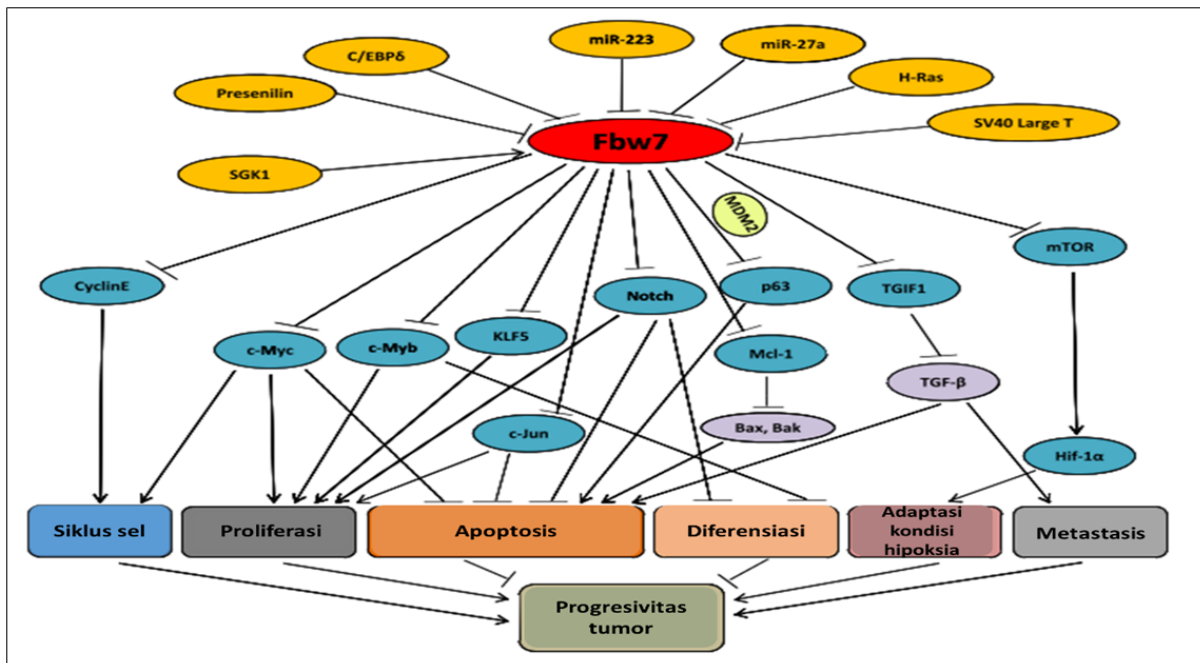 miR-223
miR-27a
C/EBPδ
H-Ras
Presenilin
SV40 Large T
Fbw7
SGK1
MDM2
mTOR
CyclinE
Notch
p63
TGIF1
KLF5
c-Myc
c-Myb
Mcl-1
TGF-β
c-Jun
Bax, Bak
Hif-1α
Siklus sel
Proliferasi
Apoptosis
Diferensiasi
Adaptasi
kondisi
hipoksia
Metastasis
Progresivitas
tumor